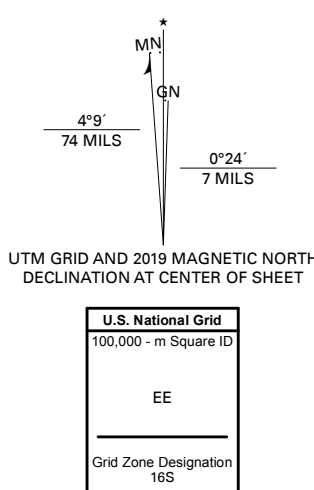 MN
GN
4°9´
74 MILS
0°24´
7 MILS
UTM GRID AND 2019 MAGNETIC NORTH
DECLINATION AT CENTER OF SHEET
U.S. National Grid
100,000 - m Square ID
EE
Grid Zone Designation
16S